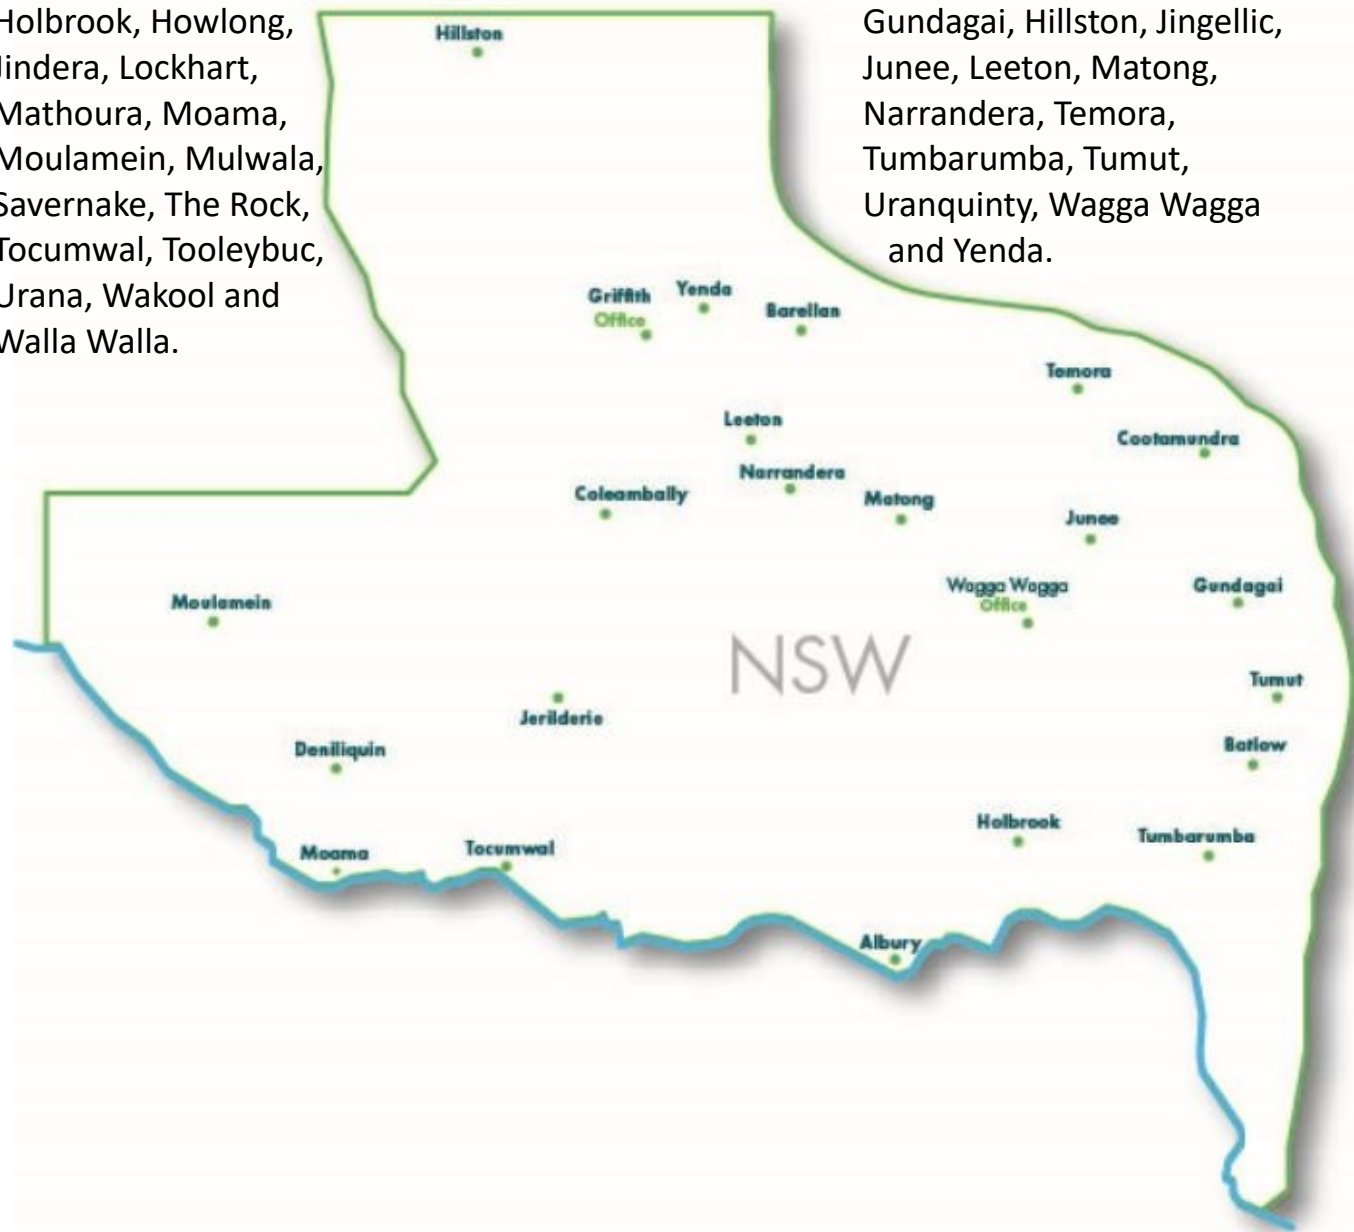 Holbrook, Howlong,
Jindera, Lockhart,
Mathoura, Moama,
Moulamein, Mulwala,
Savernake, The Rock,
Tocumwal, Tooleybuc,
Urana, Wakool and
Walla Walla.
Gundagai, Hillston, Jingellic,
Junee, Leeton, Matong,
Narrandera, Temora,
Tumbarumba, Tumut,
Uranquinty, Wagga Wagga
and Yenda.
Hillston
Griffith
Office
Yenda
Barellan
Temora
Leeton
Cootamundra
Narrandera
Coleambally
Matong
Junee
Wagga Wagga
Office
Gundagai
Moulamein
NSW
Tumut
Jerilderie
Deniliquin
Batlow
Holbrook
Tumbarumba
Moama
Tocumwal
Albury